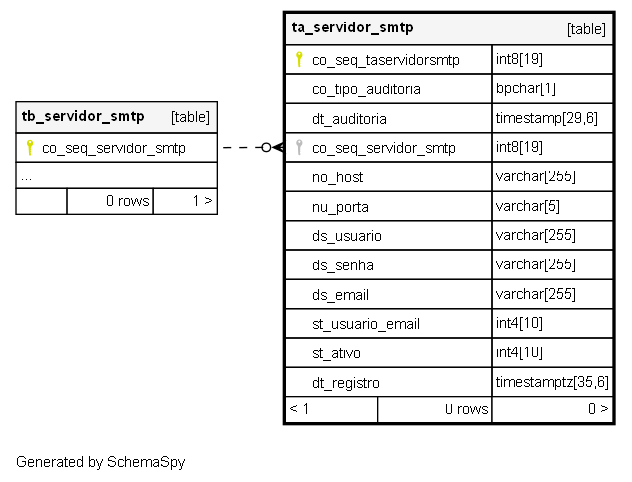 tb_servidor_smtp [table]
co_seq_servidor_smtp
...
0 rows 1 >
ta_servidor_smtp [table]
co_seq_taservidorsmtp int8[19]
co_tipo_auditoria bpchar[1]
dt_auditoria timestamp[29,6]
co_seq_servidor_smtp int8[19]
no_host varchar[255]
nu_porta varchar[5]
ds_usuario varchar[255]
ds_senha varchar[255]
ds_email varchar[255]
st_usuario_email int4[10]
st_ativo int4[10]
dt_registro timestamptz[35,6]
< 1 0 rows 0 >
Generated by SchemaSpy